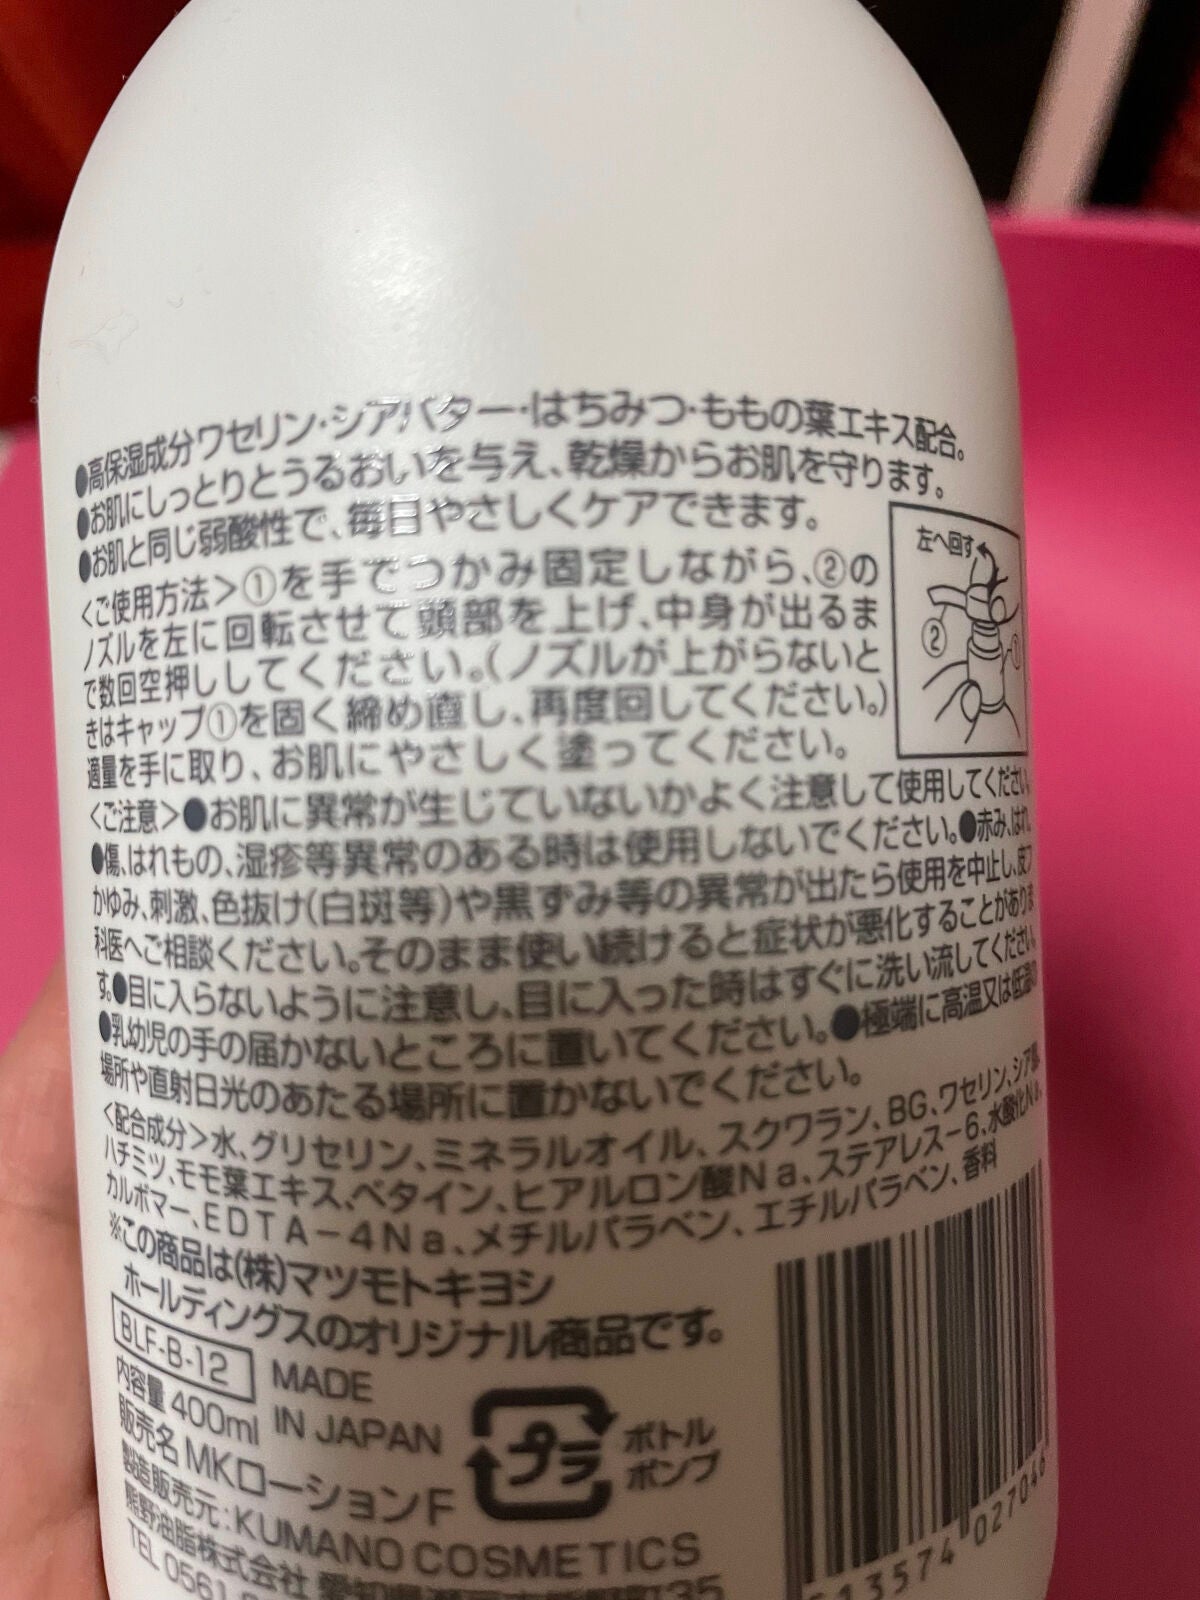 ●高保湿成分ワセリン・シアバター・はちみつ・ももの葉エキス配合。
●お肌にしっとりとうるおいを与え、乾燥からお肌を守ります。
●お肌と同じ弱酸性で、毎日やさしくケアできます。
<ご使用方法>①を手でつかみ固定しながら、②の
ノズルを左に回転させて頭部を上げ、中身が出るま
で数回空押ししてください。(ノズルが上がらないと
きはキャップ①を固く締め直し、再度回してください。)
適量を手に取り、お肌にやさしく塗ってください。
左へ回す
②
①
<ご注意>●お肌に異常が生じていないかよく注意して使用してください。
●傷、はれもの、湿疹等異常のある時は使用しないでください。●赤み、はれ、
かゆみ、刺激、色抜け(白斑等)や黒ずみ等の異常が出たら使用を中止し、皮フ
科医へご相談ください。そのまま使い続けると症状が悪化することがありま
す。●目に入らないように注意し、目に入った時はすぐに洗い流してください。
●乳幼児の手の届かないところに置いてください。●極端に高温又は低温の
場所や直射日光のあたる場所に置かないでください。
<配合成分>水、グリセリン、ミネラルオイル、スクワラン、BG、ワセリン、シア脂、
ハチミツ、モモ葉エキス、ベタイン、ヒアルロン酸Na、ステアレス-6、水酸化Na、
カルボマー、EDTA-4Na、メチルパラベン、エチルパラベン、香料
※この商品は(株)マツモトキヨシ
ホールディングスのオリジナル商品です。
BLF-B-12
MADE
IN JAPAN
内容量 400ml
プラ
ボトル
ポンプ
販売名 MKローションF
製造販売元:KUMANO COSMETICS
熊野油脂株式会社
TEL 0561
513574 027046